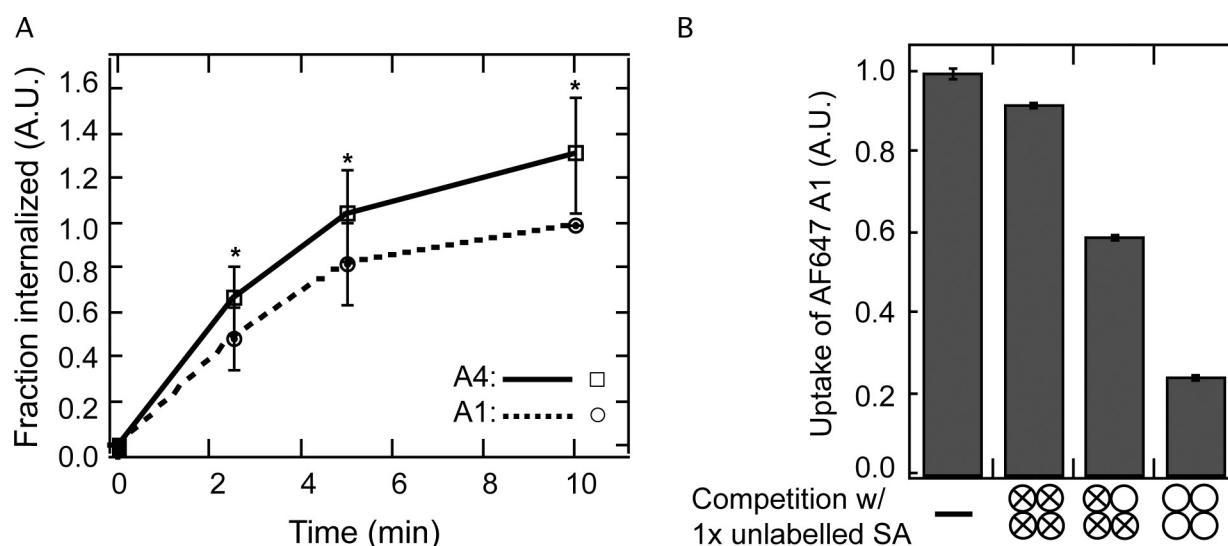 A
Fraction internalized (A.U.)
1.6
1.4
1.2
1.0
0.8
0.6
0.4
0.2
0.0
*
*
*
A4:
A1:
0
2
4
6
8
10
Time (min)
B
Uptake of AF647 A1 (A.U.)
1.0
0.8
0.6
0.4
0.2
0.0
Competition w/
1x unlabelled SA